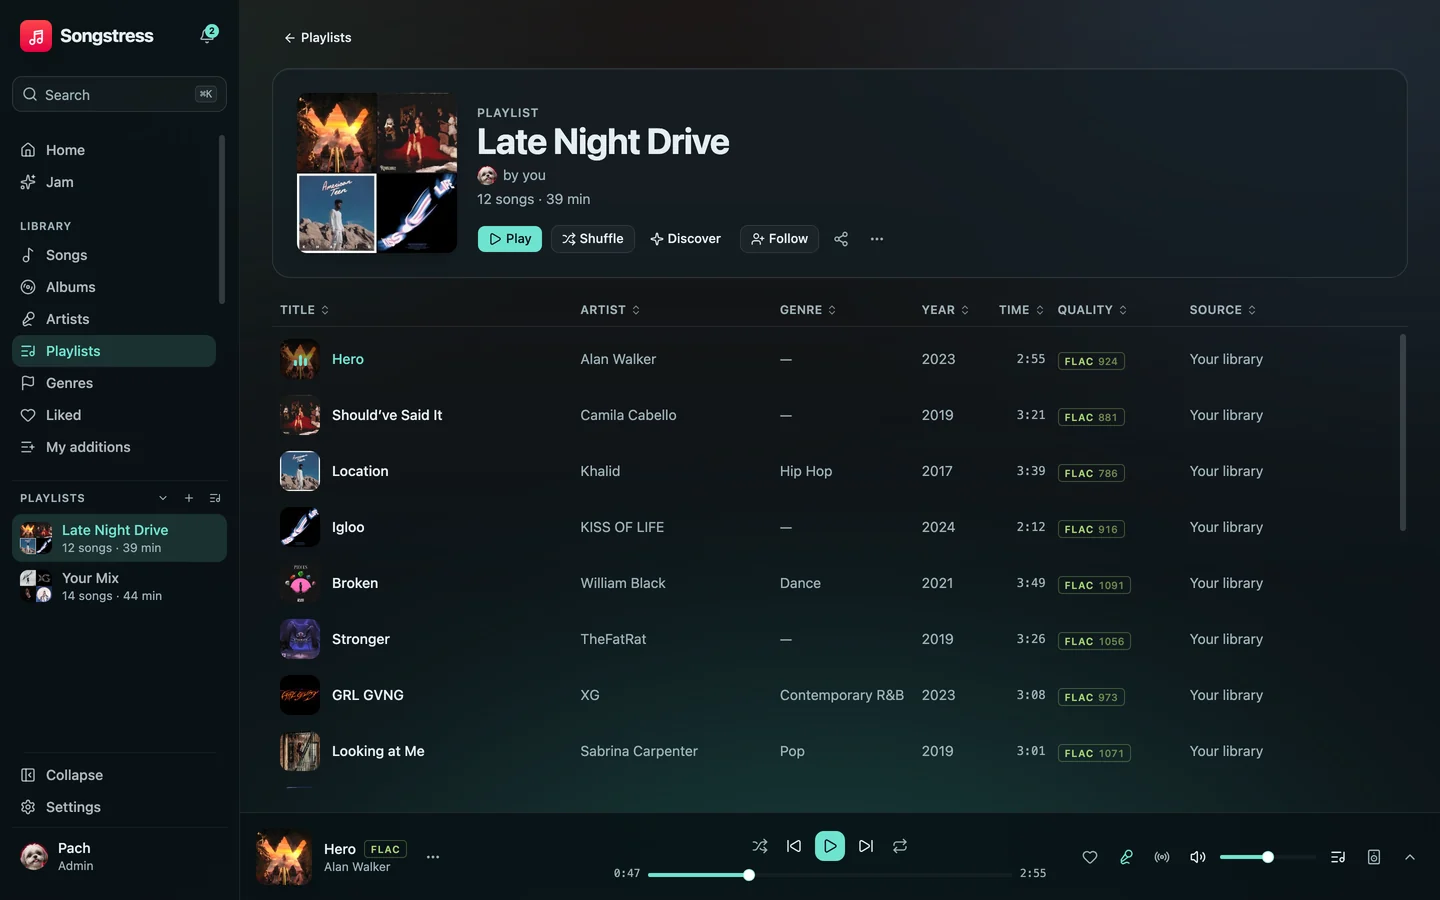 Songstress
2
Search
⌘K
Home
Jam
LIBRARY
Songs
Albums
Artists
Playlists
Genres
Liked
My additions
PLAYLISTS
Late Night Drive
12 songs · 39 min
Your Mix
14 songs · 44 min
Collapse
Settings
Pach
Admin
Playlists
PLAYLIST
Late Night Drive
by you
12 songs · 39 min
Play Shuffle Discover Follow
American
Teen
TITLE ARTIST GENRE YEAR TIME QUALITY SOURCE
Hero Alan Walker — 2023 2:55 FLAC 924 Your library
Should’ve Said It Camila Cabello — 2019 3:21 FLAC 881 Your library
Location Khalid Hip Hop 2017 3:39 FLAC 786 Your library
Igloo KISS OF LIFE — 2024 2:12 FLAC 916 Your library
Broken William Black Dance 2021 3:49 FLAC 1091 Your library
Stronger TheFatRat — 2019 3:26 FLAC 1056 Your library
GRL GVNG XG Contemporary R&B 2023 3:08 FLAC 973 Your library
Looking at Me Sabrina Carpenter Pop 2019 3:01 FLAC 1071 Your library
Hero FLAC
Alan Walker
0:47 2:55